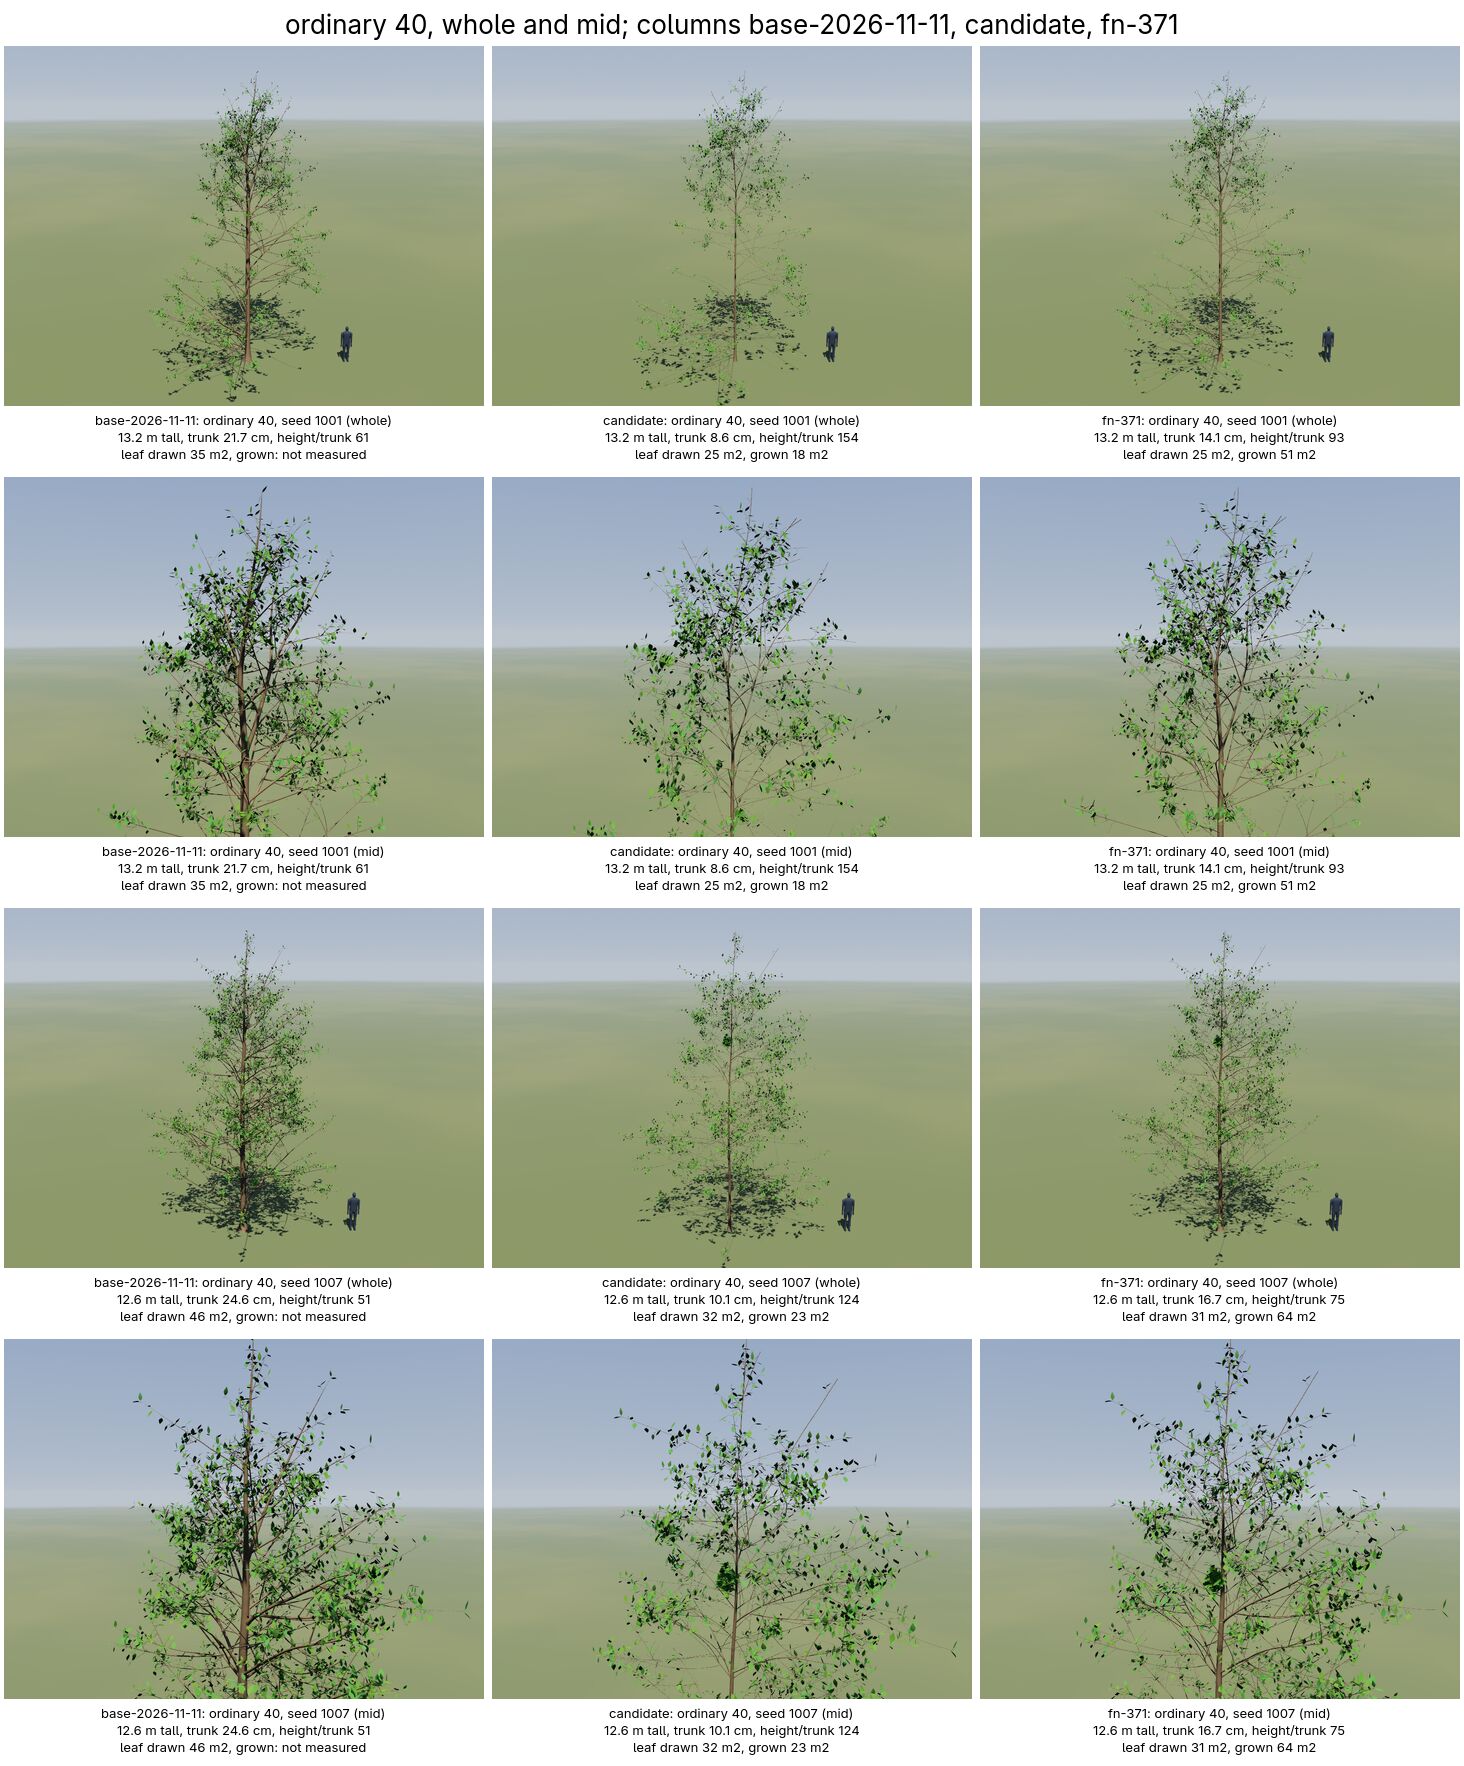 ordinary 40, whole and mid; columns base-2026-11-11, candidate, fn-371
base-2026-11-11: ordinary 40, seed 1001 (whole)
13.2 m tall, trunk 21.7 cm, height/trunk 61
leaf drawn 35 m2, grown: not measured
candidate: ordinary 40, seed 1001 (whole)
13.2 m tall, trunk 8.6 cm, height/trunk 154
leaf drawn 25 m2, grown 18 m2
fn-371: ordinary 40, seed 1001 (whole)
13.2 m tall, trunk 14.1 cm, height/trunk 93
leaf drawn 25 m2, grown 51 m2
base-2026-11-11: ordinary 40, seed 1001 (mid)
13.2 m tall, trunk 21.7 cm, height/trunk 61
leaf drawn 35 m2, grown: not measured
candidate: ordinary 40, seed 1001 (mid)
13.2 m tall, trunk 8.6 cm, height/trunk 154
leaf drawn 25 m2, grown 18 m2
fn-371: ordinary 40, seed 1001 (mid)
13.2 m tall, trunk 14.1 cm, height/trunk 93
leaf drawn 25 m2, grown 51 m2
base-2026-11-11: ordinary 40, seed 1007 (whole)
12.6 m tall, trunk 24.6 cm, height/trunk 51
leaf drawn 46 m2, grown: not measured
candidate: ordinary 40, seed 1007 (whole)
12.6 m tall, trunk 10.1 cm, height/trunk 124
leaf drawn 32 m2, grown 23 m2
fn-371: ordinary 40, seed 1007 (whole)
12.6 m tall, trunk 16.7 cm, height/trunk 75
leaf drawn 31 m2, grown 64 m2
base-2026-11-11: ordinary 40, seed 1007 (mid)
12.6 m tall, trunk 24.6 cm, height/trunk 51
leaf drawn 46 m2, grown: not measured
candidate: ordinary 40, seed 1007 (mid)
12.6 m tall, trunk 10.1 cm, height/trunk 124
leaf drawn 32 m2, grown 23 m2
fn-371: ordinary 40, seed 1007 (mid)
12.6 m tall, trunk 16.7 cm, height/trunk 75
leaf drawn 31 m2, grown 64 m2